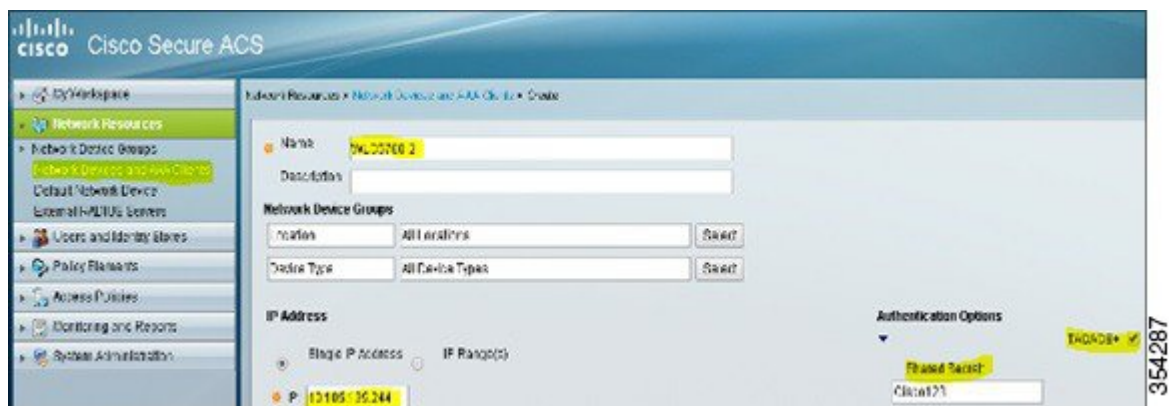 cisco Cisco Secure ACS
My Workspace
Network Resources
Network Device Groups
Network Devices and AAA Clients
Default Network Device
External RADIUS Servers
Users and Identity Stores
Policy Elements
Access Policies
Monitoring and Reports
System Administration
Network Resources > Network Devices and AAA Clients > Create
Name
Description
Network Device Groups
Location All Locations Select
Device Type All Device Types Select
IP Address
Single IP Address IP Range(s)
IP
Authentication Options
TACACS+
Shared Secret
Cisco123
354287